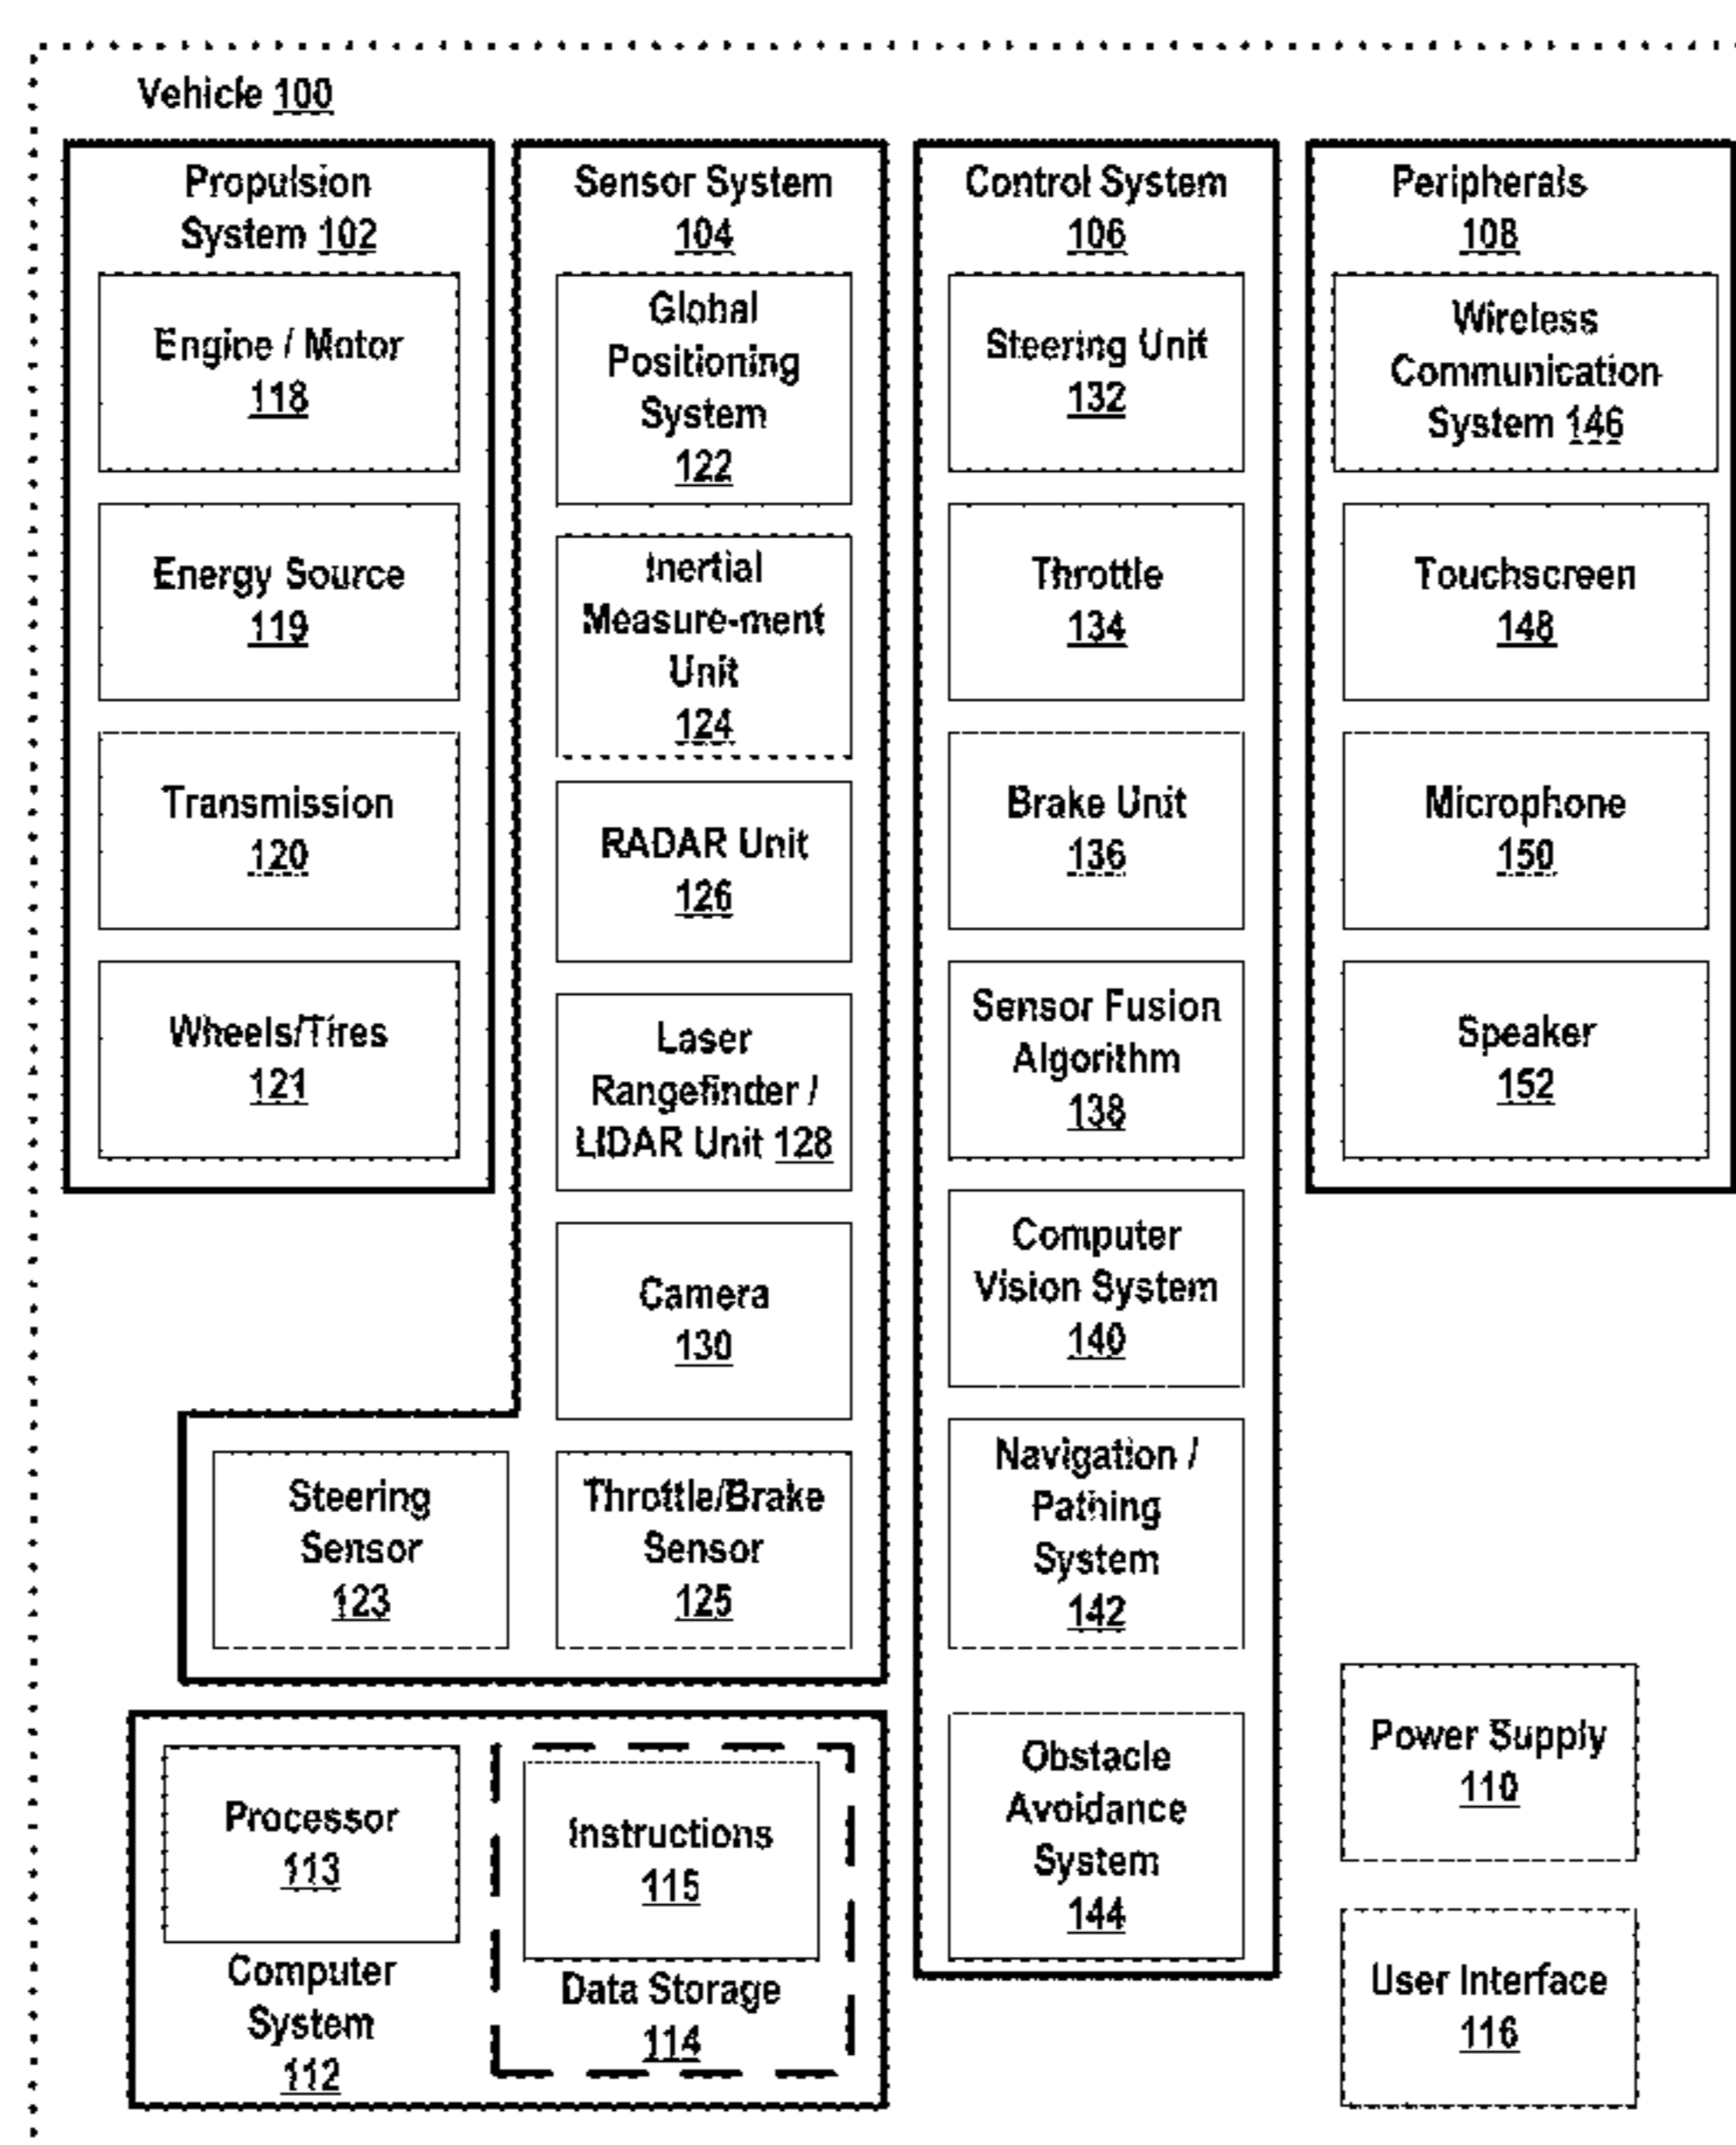 Vehicle 100
Propulsion
System 102
Engine / Motor
118
Energy Source
119
Transmission
120
Wheels/Tires
121
Sensor System
104
Global
Positioning
System
122
Inertial
Measure-ment
Unit
124
RADAR Unit
126
Laser
Rangefinder /
LIDAR Unit 128
Camera
130
Steering
Sensor
123
Throttle/Brake
Sensor
125
Control System
106
Steering Unit
132
Throttle
134
Brake Unit
136
Sensor Fusion
Algorithm
138
Computer
Vision System
140
Navigation /
Pathing
System
142
Obstacle
Avoidance
System
144
Peripherals
108
Wireless
Communication
System 146
Touchscreen
148
Microphone
150
Speaker
152
Processor
113
Computer
System
112
Instructions
115
Data Storage
114
Power Supply
110
User Interface
116